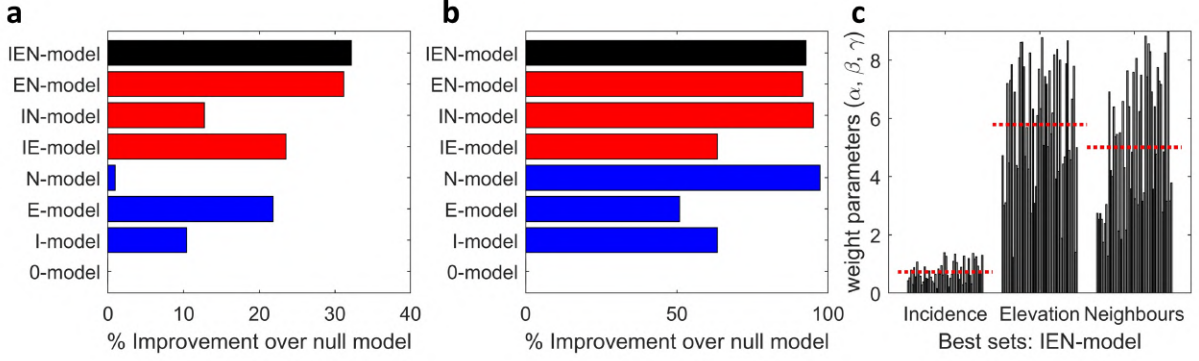 a
IEN-model
EN-model
IN-model
IE-model
N-model
E-model
I-model
0-model
0 10 20 30 40
% Improvement over null model
b
IEN-model
EN-model
IN-model
IE-model
N-model
E-model
I-model
0-model
0 50 100
% Improvement over null model
c
weight parameters (α, β, γ)
8
6
4
2
0
Incidence Elevation Neighbours
Best sets: IEN-model